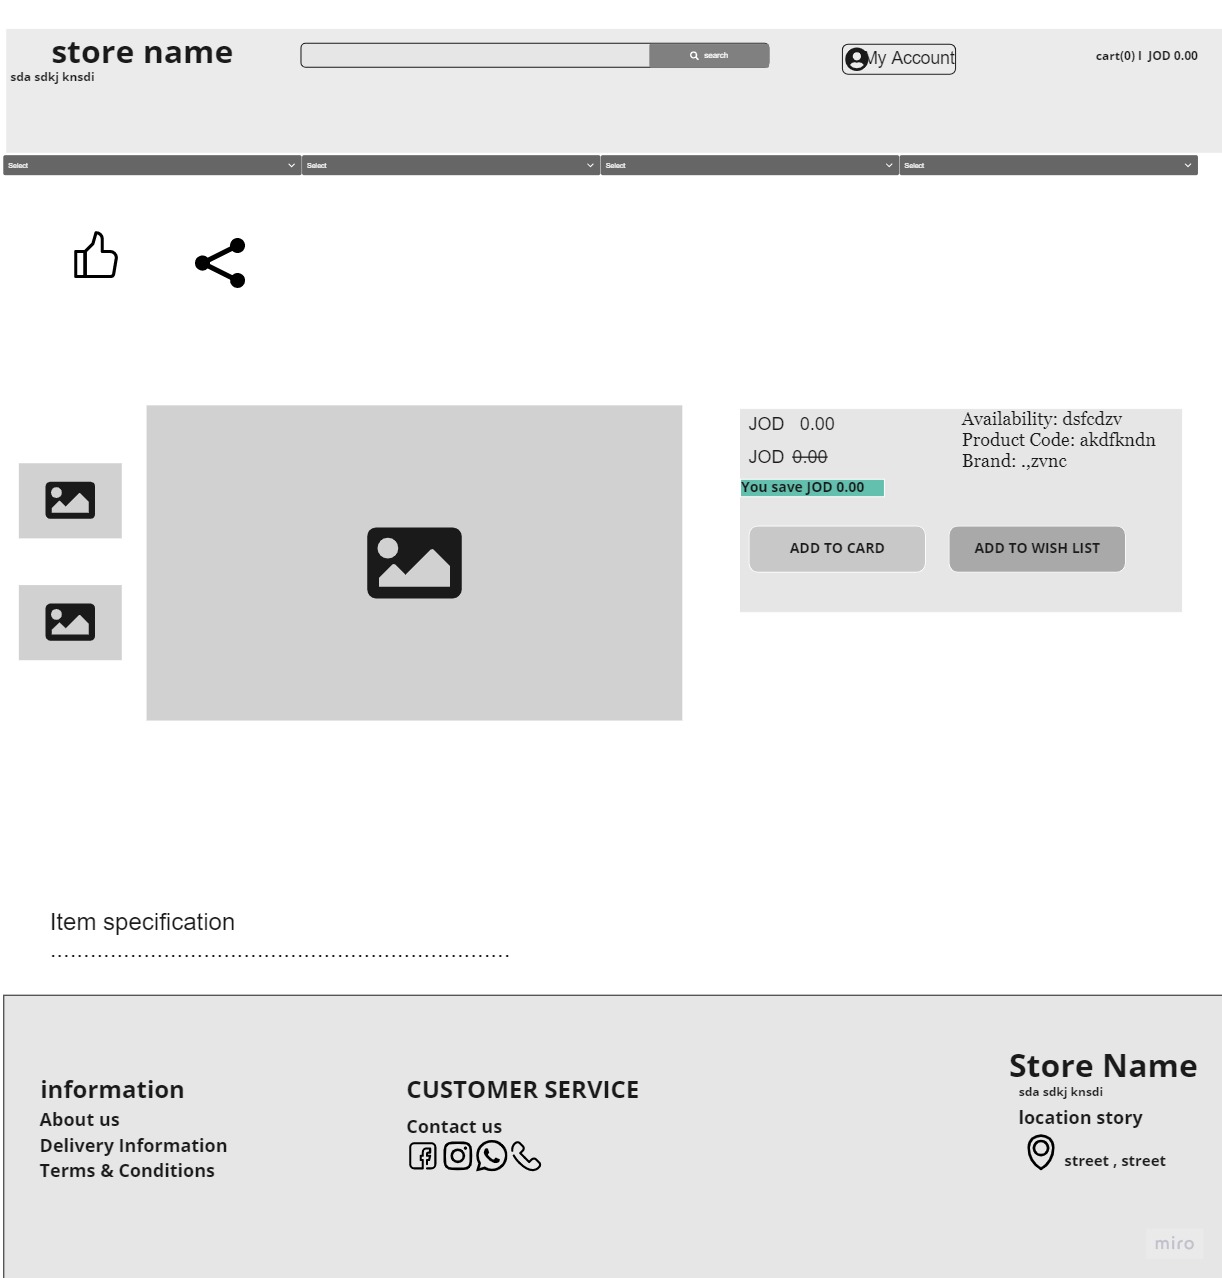 store name
sda sdkj knsdi
search
My Account
cart(0) I JOD 0.00
Select
Select
Select
Select
JOD 0.00
JOD 0.00
You save JOD 0.00
Availability: dsfcdzv
Product Code: akdfkndn
Brand: .,zvnc
ADD TO CARD
ADD TO WISH LIST
Item specification
.....................................................................
information
About us
Delivery Information
Terms & Conditions
CUSTOMER SERVICE
Contact us
Store Name
sda sdkj knsdi
location story
street , street
miro